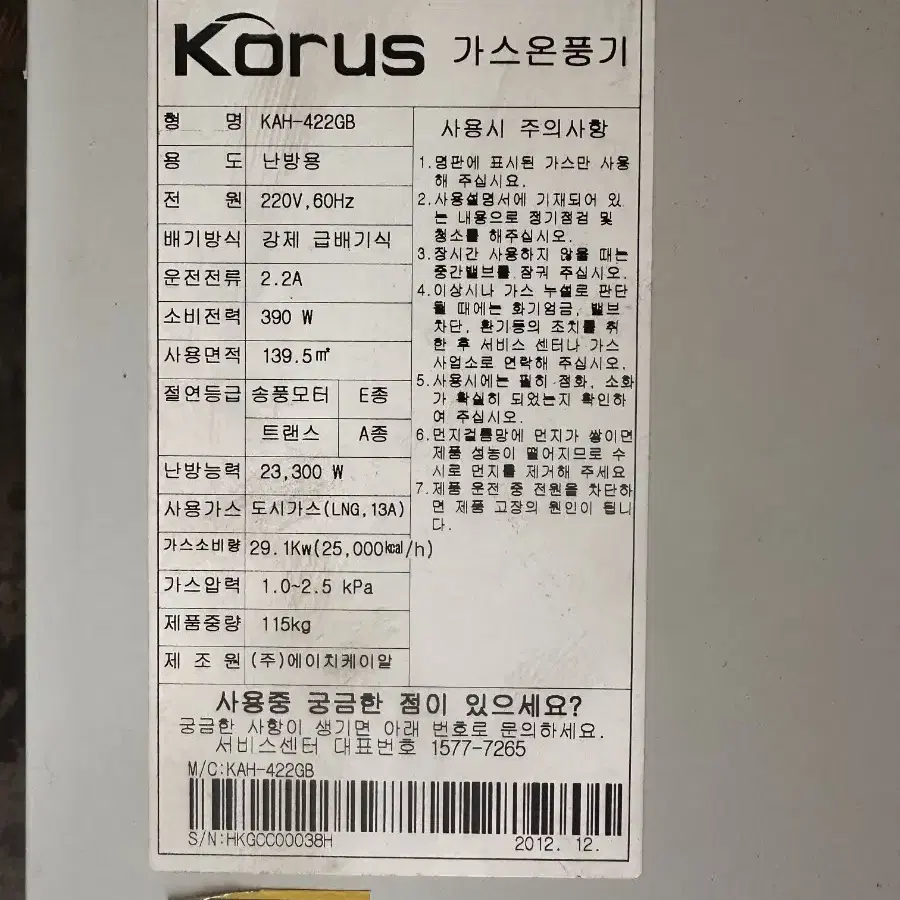 Korus 가스온풍기
형 명 KAH-422GB
용 도 난방용
전 원 220V,60Hz
배기방식 강제 급배기식
운전전류 2.2A
소비전력 390 W
사용면적 139.5㎡
절연등급 송풍모터 E종
트랜스 A종
난방능력 23,300 W
사용가스 도시가스(LNG,13A)
가스소비량 29.1Kw(25,000㎉/h)
가스압력 1.0~2.5 kPa
제품중량 115kg
제 조 원 (주)에이치케이알
사용시 주의사항
1.명판에 표시된 가스만 사용
해 주십시요.
2.사용설명서에 기재되어 있
는 내용으로 정기점검 및
청소를 해주십시오.
3.장시간 사용하지 않을 때는
중간밸브를 잠궈 주십시오.
4.이상시나 가스 누설로 판단
될 때에는 화기엄금, 밸브
차단, 환기등의 조치를 취
한 후 서비스 센터나 가스
사업소로 연락해 주십시오.
5.사용시에는 필히 점화, 소화
가 확실히 되었는지 확인하
여 주십시오.
6.먼지걸름망에 먼지가 쌓이면
제품 성능이 떨어지므로 수
시로 먼지를 제거해 주세요
7.제품 운전 중 전원을 차단하
면 제품 고장의 원인이 됩니
다.
사용중 궁금한 점이 있으세요?
궁금한 사항이 생기면 아래 번호로 문의하세요.
서비스센터 대표번호 1577-7265
M/C:KAH-422GB
S/N:HKGCC00038H 2012. 12.